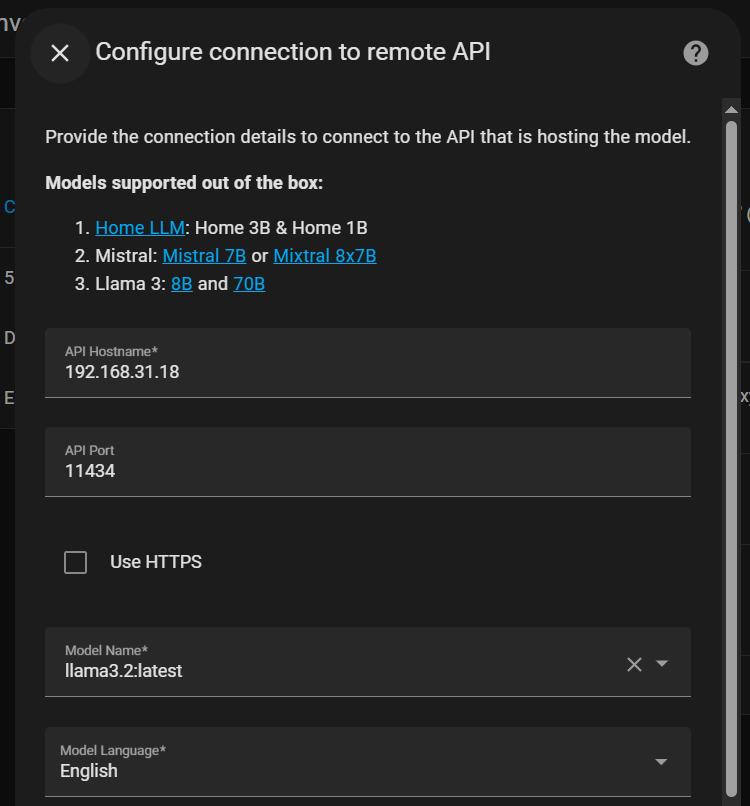 Configure connection to remote API
Provide the connection details to connect to the API that is hosting the model.
Models supported out of the box:
1. Home LLM: Home 3B & Home 1B
2. Mistral: Mistral 7B or Mixtral 8x7B
3. Llama 3: 8B and 70B
API Hostname*
192.168.31.18
API Port
11434
Use HTTPS
Model Name*
llama3.2:latest
Model Language*
English